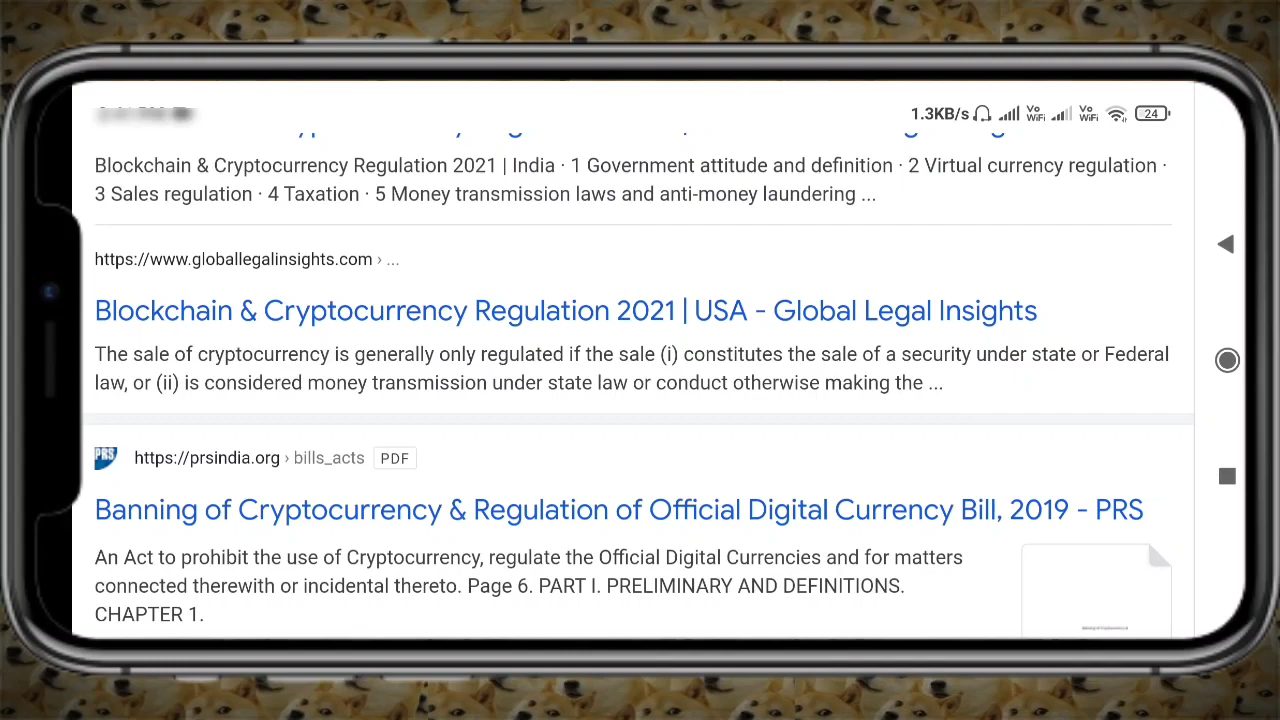 1.3KB/s Vo WiFi Vo WiFi 24
Blockchain & Cryptocurrency Regulation 2021 | India · 1 Government attitude and definition · 2 Virtual currency regulation ·
3 Sales regulation · 4 Taxation · 5 Money transmission laws and anti-money laundering ...
https://www.globallegalinsights.com › ...
Blockchain & Cryptocurrency Regulation 2021 | USA - Global Legal Insights
The sale of cryptocurrency is generally only regulated if the sale (i) constitutes the sale of a security under state or Federal
law, or (ii) is considered money transmission under state law or conduct otherwise making the ...
PRS https://prsindia.org › bills_acts PDF
Banning of Cryptocurrency & Regulation of Official Digital Currency Bill, 2019 - PRS
An Act to prohibit the use of Cryptocurrency, regulate the Official Digital Currencies and for matters
connected therewith or incidental thereto. Page 6. PART I. PRELIMINARY AND DEFINITIONS.
CHAPTER 1.